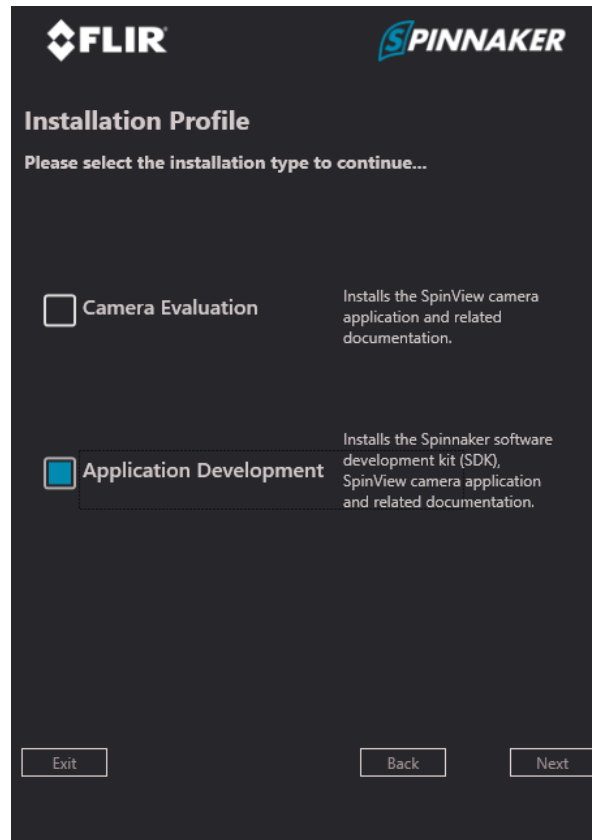 FLIR
SPINNAKER
Installation Profile
Please select the installation type to continue...
Camera Evaluation
Installs the SpinView camera
application and related
documentation.
Application Development
Installs the Spinnaker software
development kit (SDK),
SpinView camera application
and related documentation.
Exit
Back
Next